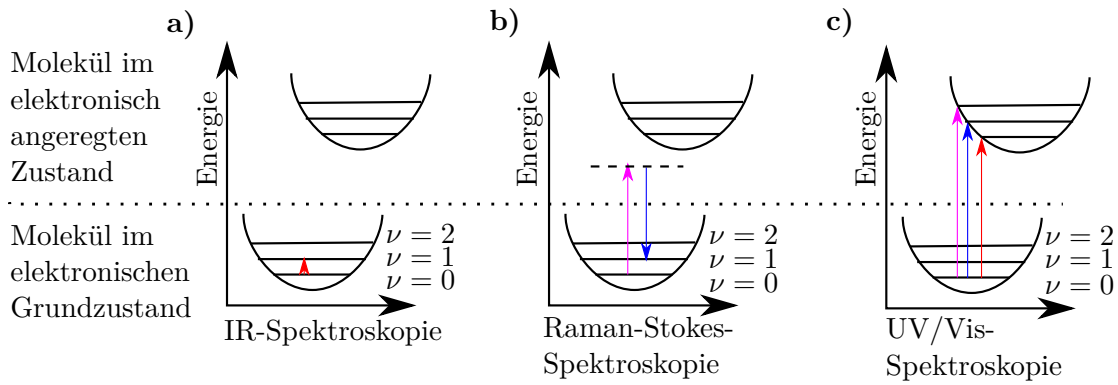 a)
b)
c)
Molekül im
elektronisch
angeregten
Zustand
Molekül im
elektronischen
Grundzustand
Energie
ν = 2
ν = 1
ν = 0
IR-Spektroskopie
Energie
ν = 2
ν = 1
ν = 0
Raman-Stokes-
Spektroskopie
Energie
ν = 2
ν = 1
ν = 0
UV/Vis-
Spektroskopie